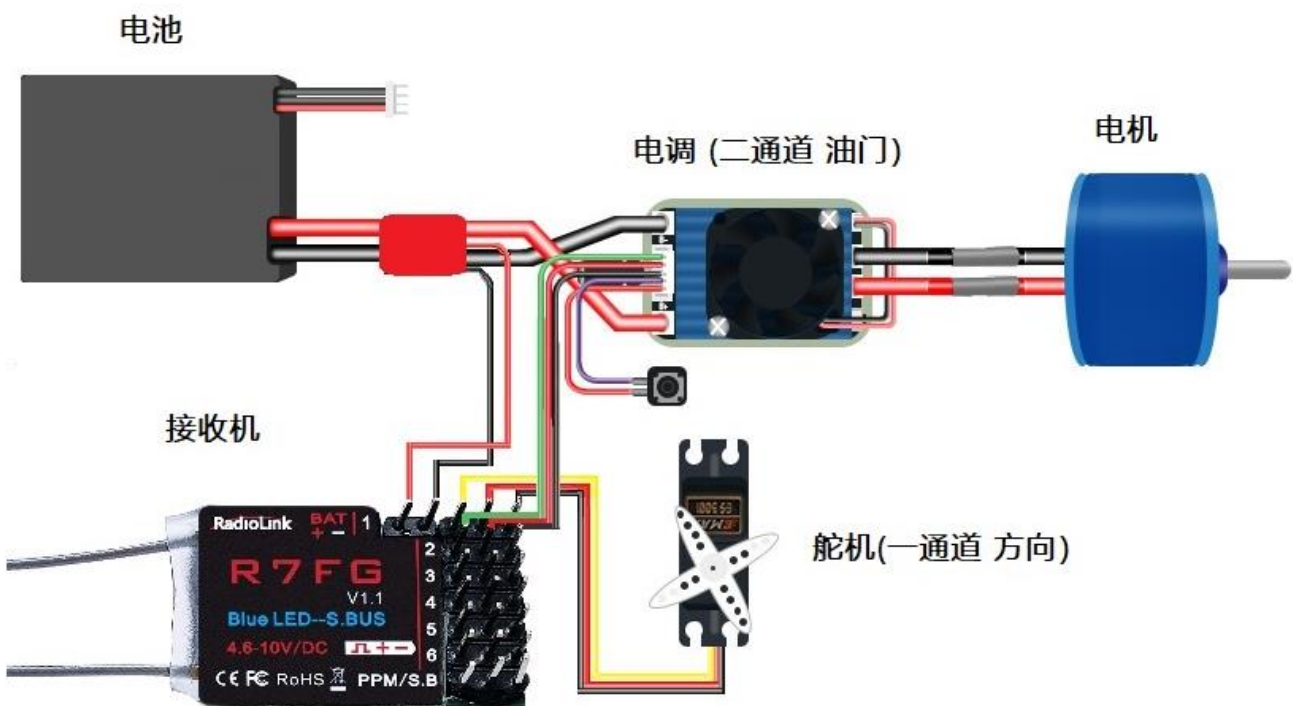 电池
电调 (二通道 油门)
电机
接收机
RadioLink BAT 1
+ −
2
R7FG 3
V1.1 4
Blue LED--S.BUS
5
4.6-10V/DC + −
6
CE FC RoHS PPM/S.B
舵机(一通道 方向)